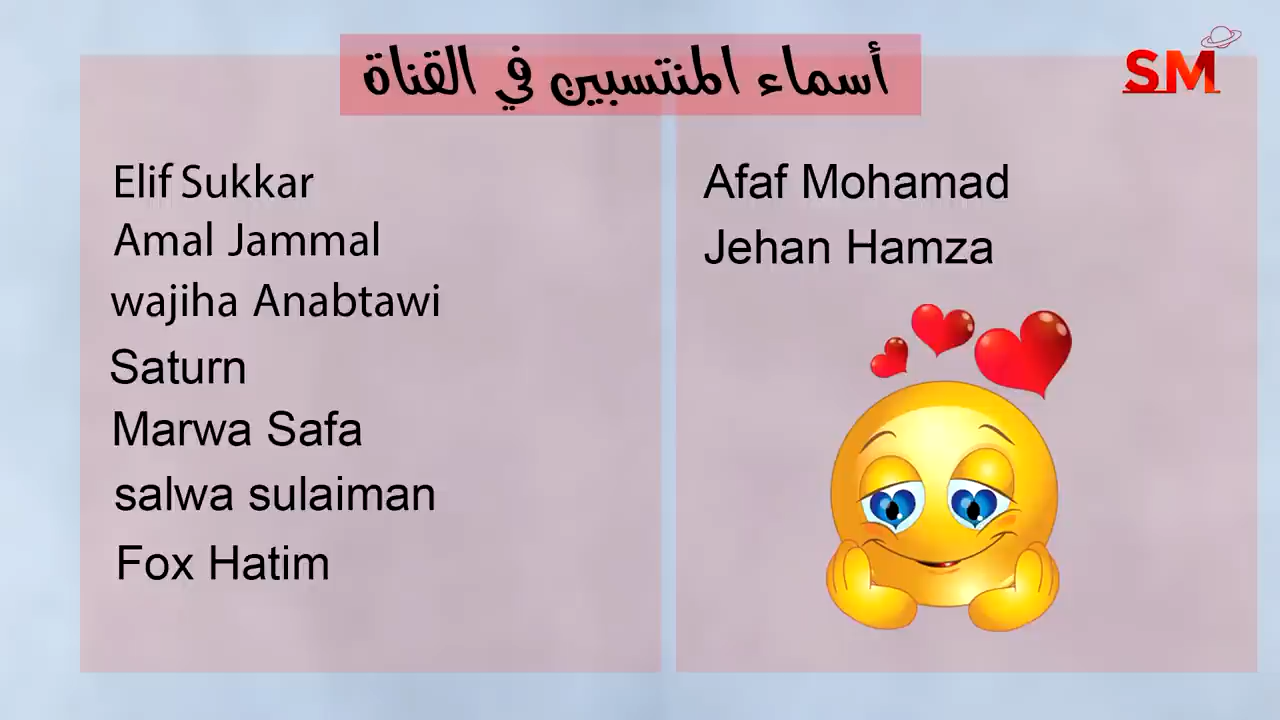 أسماء المنتسبين في القناة
SM
Elif Sukkar
Amal Jammal
wajiha Anabtawi
Saturn
Marwa Safa
salwa sulaiman
Fox Hatim
Afaf Mohamad
Jehan Hamza